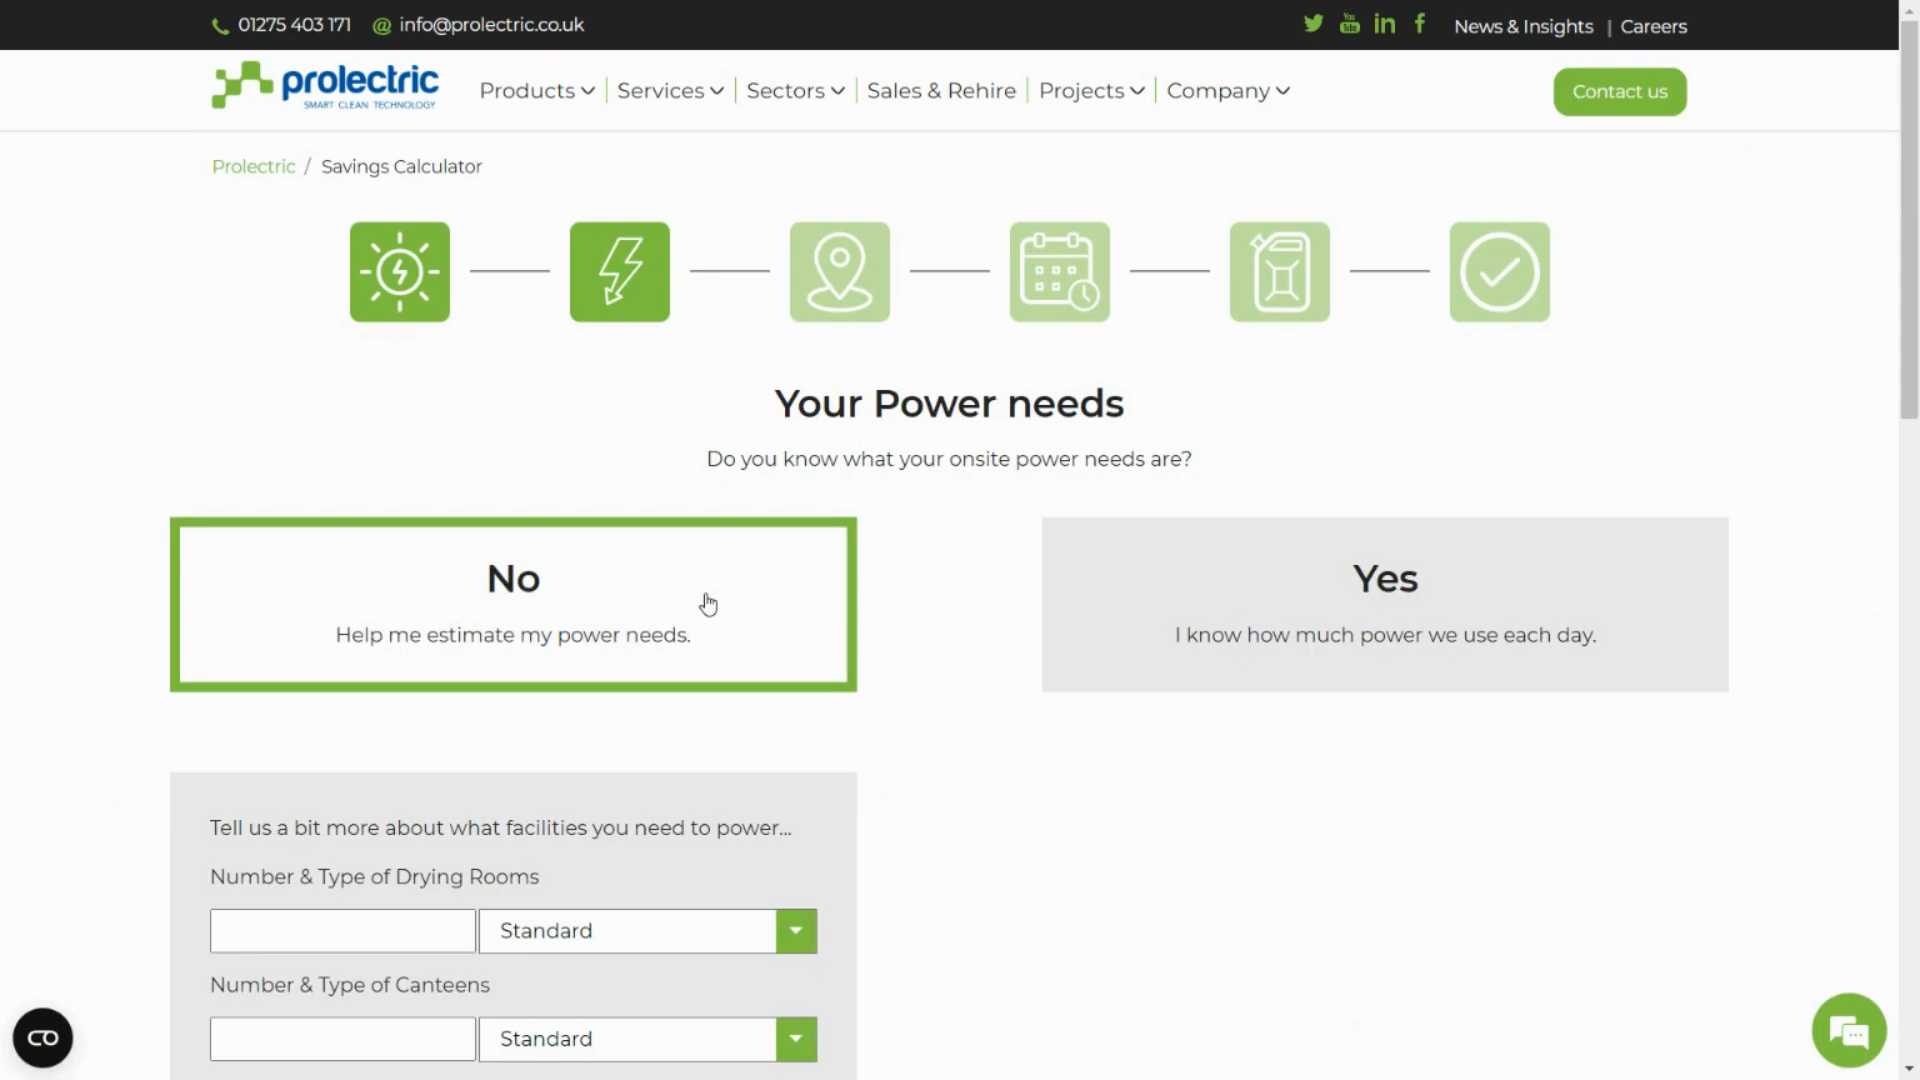 01275 403 171 @ info@prolectric.co.uk News & Insights | Careers
prolectric
SMART CLEAN TECHNOLOGY
Products Services Sectors Sales & Rehire Projects Company Contact us
Prolectric / Savings Calculator
Your Power needs
Do you know what your onsite power needs are?
No
Help me estimate my power needs.
Yes
I know how much power we use each day.
Tell us a bit more about what facilities you need to power...
Number & Type of Drying Rooms
Standard
Number & Type of Canteens
Standard